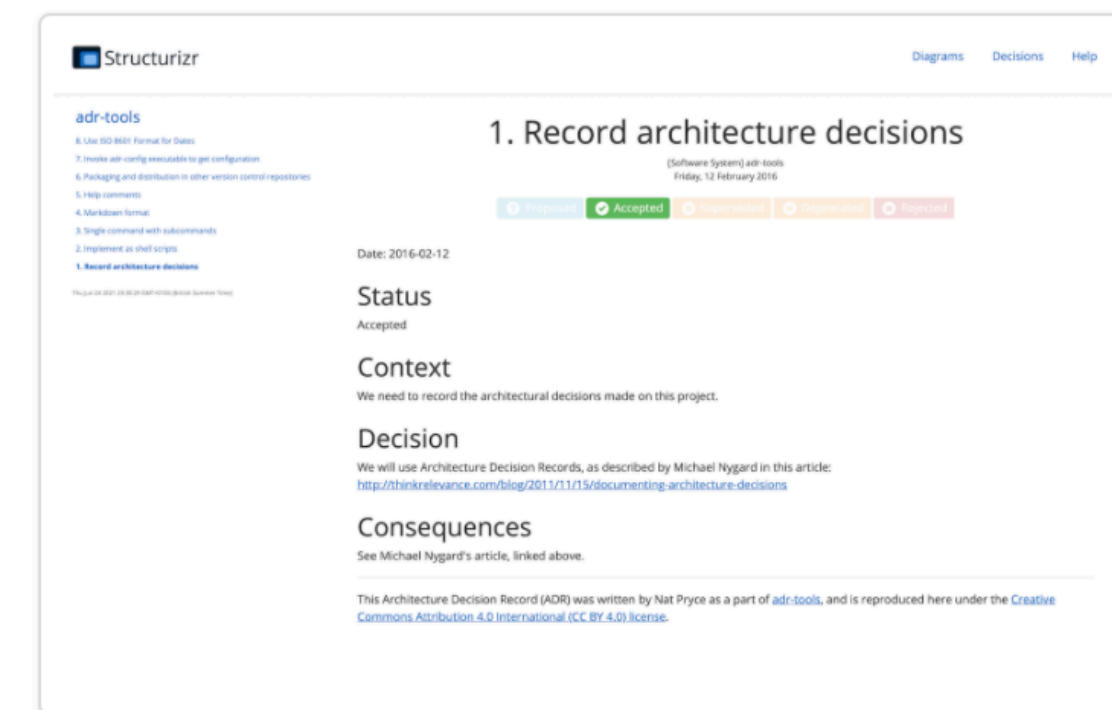 Structurizr
Diagrams Decisions Help
adr-tools
8. Use ISO 8601 Format for Dates
7. Invoke adr-config executable to get configuration
6. Packaging and distribution in other version control repositories
5. Help comments
4. Markdown format
3. Single command with subcommands
2. Implement as shell scripts
1. Record architecture decisions
1. Record architecture decisions
[Software System] adr-tools
Friday, 12 February 2016
Proposed Accepted Superseded Deprecated Rejected
Date: 2016-02-12
Status
Accepted
Context
We need to record the architectural decisions made on this project.
Decision
We will use Architecture Decision Records, as described by Michael Nygard in this article:
http://thinkrelevance.com/blog/2011/11/15/documenting-architecture-decisions
Consequences
See Michael Nygard's article, linked above.
This Architecture Decision Record (ADR) was written by Nat Pryce as a part of adr-tools, and is reproduced here under the Creative
Commons Attribution 4.0 International (CC BY 4.0) license.